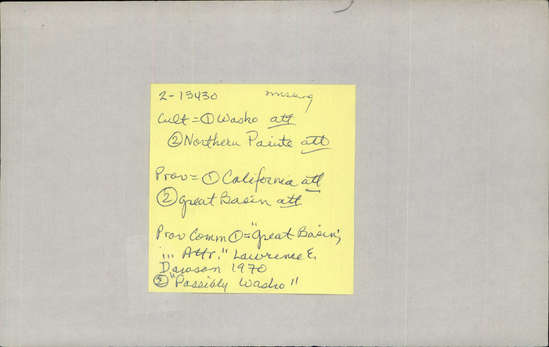 2-13430 missing
Cult = ① Washo att
② Northern Paiute att
Prov = ① California att
② Great Basin att
Prov Comm ① = "Great Basin;
... Attr." Lawrence E.
Dawson 1970
② "Possibly Washo"